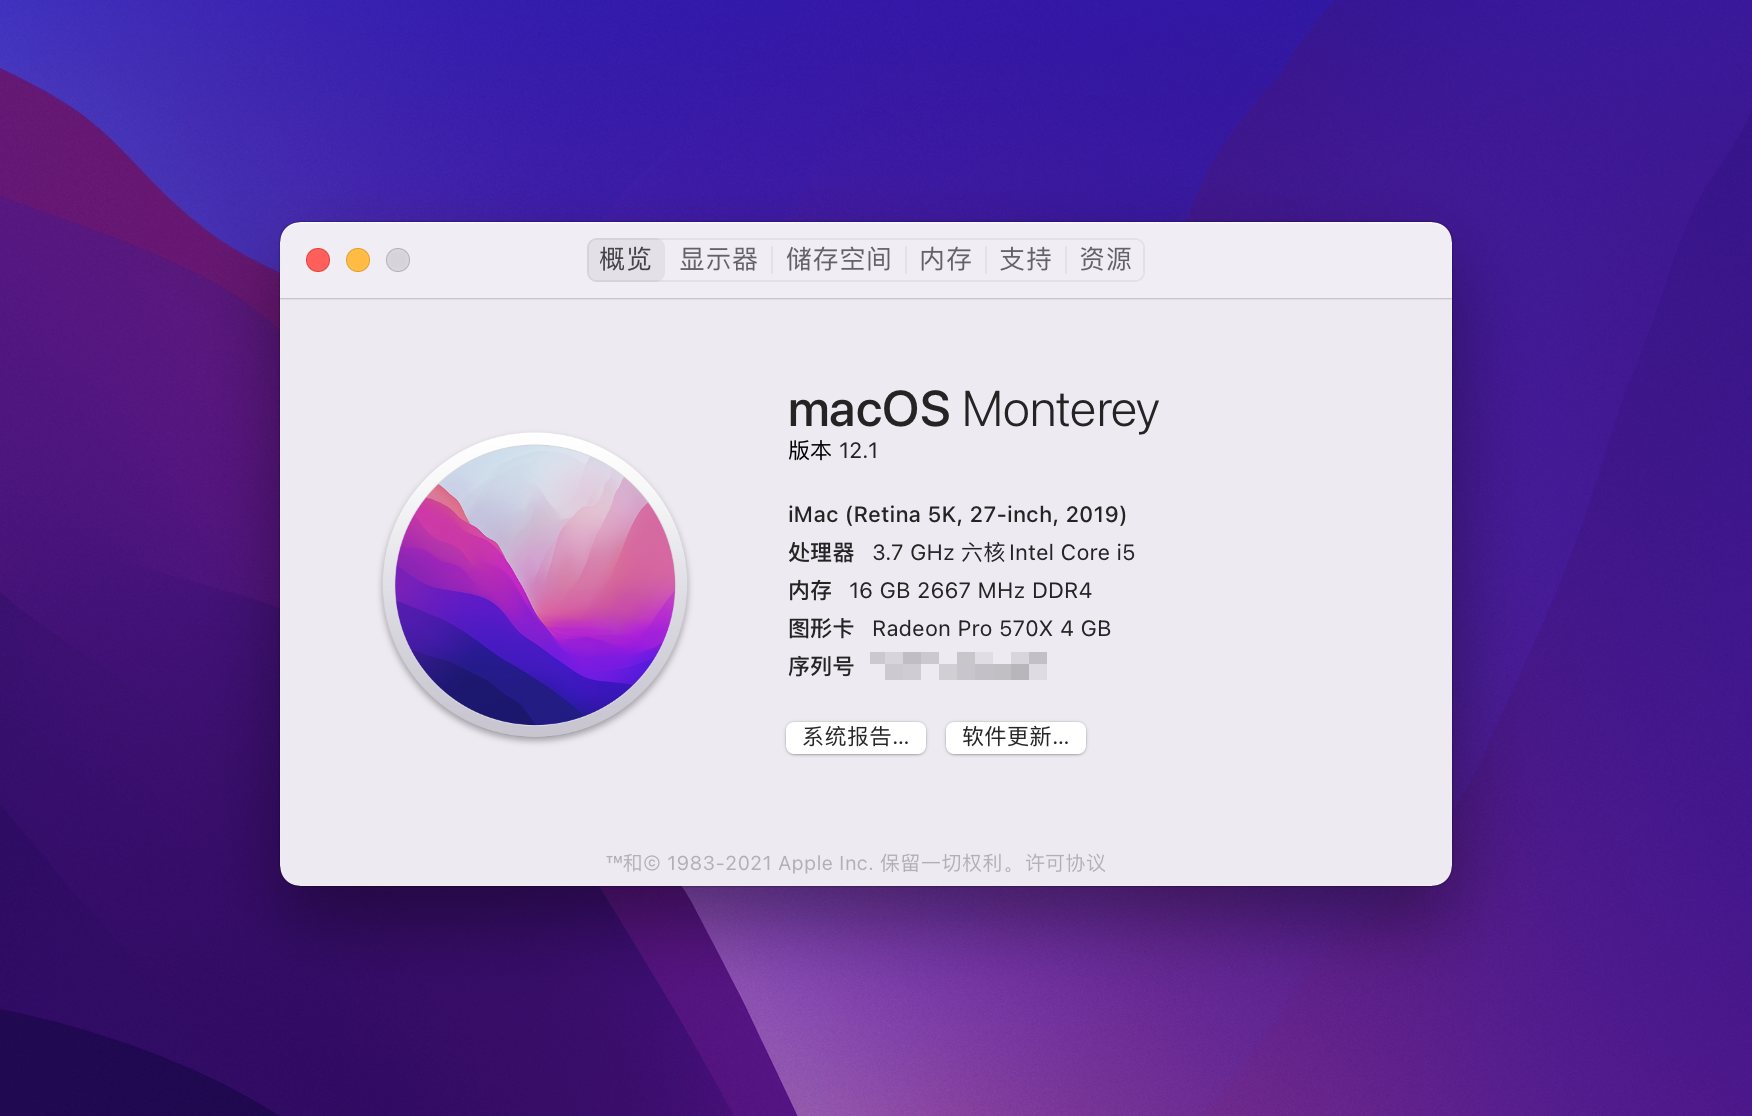 概览 显示器 储存空间 内存 支持 资源
macOS Monterey
版本 12.1
iMac (Retina 5K, 27-inch, 2019)
处理器 3.7 GHz 六核Intel Core i5
内存 16 GB 2667 MHz DDR4
图形卡 Radeon Pro 570X 4 GB
序列号
系统报告... 软件更新...
™和© 1983-2021 Apple Inc. 保留一切权利。许可协议